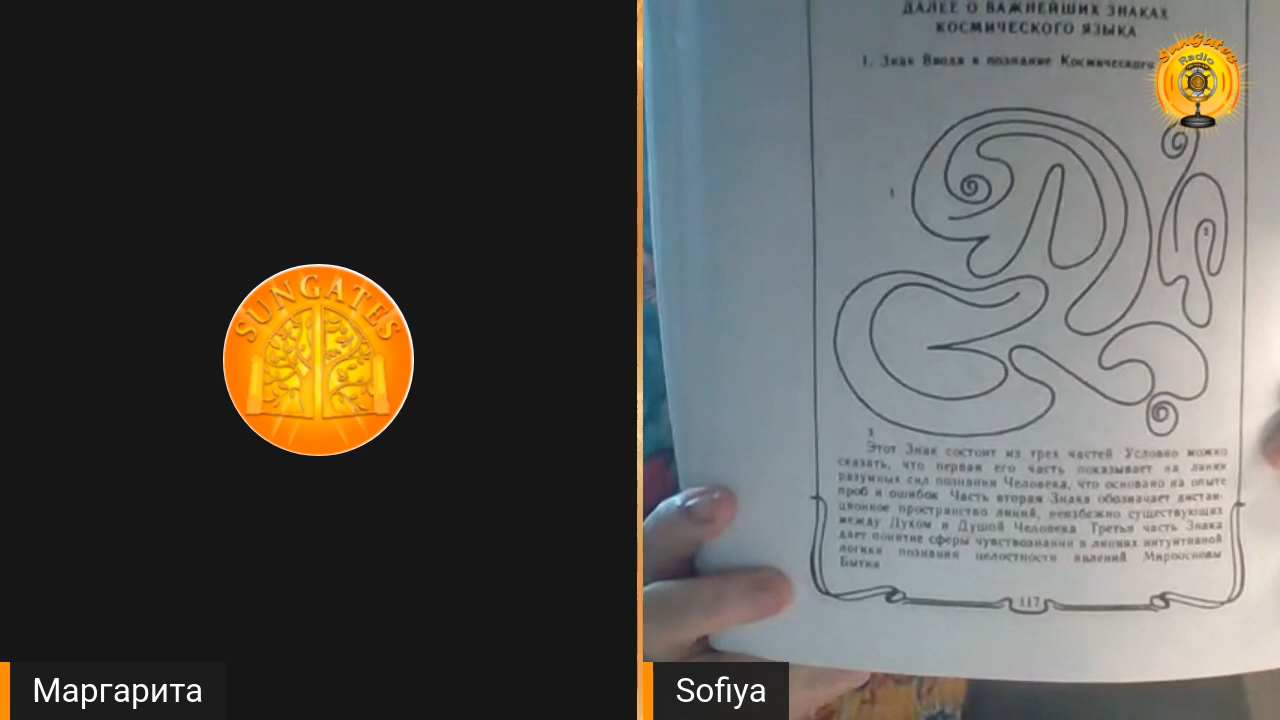 SUNGATES
Маргарита
ДАЛЕЕ О ВАЖНЕЙШИХ ЗНАКАХ
КОСМИЧЕСКОГО ЯЗЫКА
1. Знак Ввода в познание Космического
SunGates
Radio
1
2
3
Этот Знак состоит из трех частей Условно можно
сказать, что первая его часть показывает на линии
разумных сил познания Человека, что основано на опыте
проб и ошибок Часть вторая Знака обозначает дистан-
ционное пространство линий, неизбежно существующих
между Духом и Душой Человека Третья часть Знака
дает понятие сферы чувствознания в линиях интуитивной
логики познания целостности явлений Мироосновы
Бытия
117
Sofiya